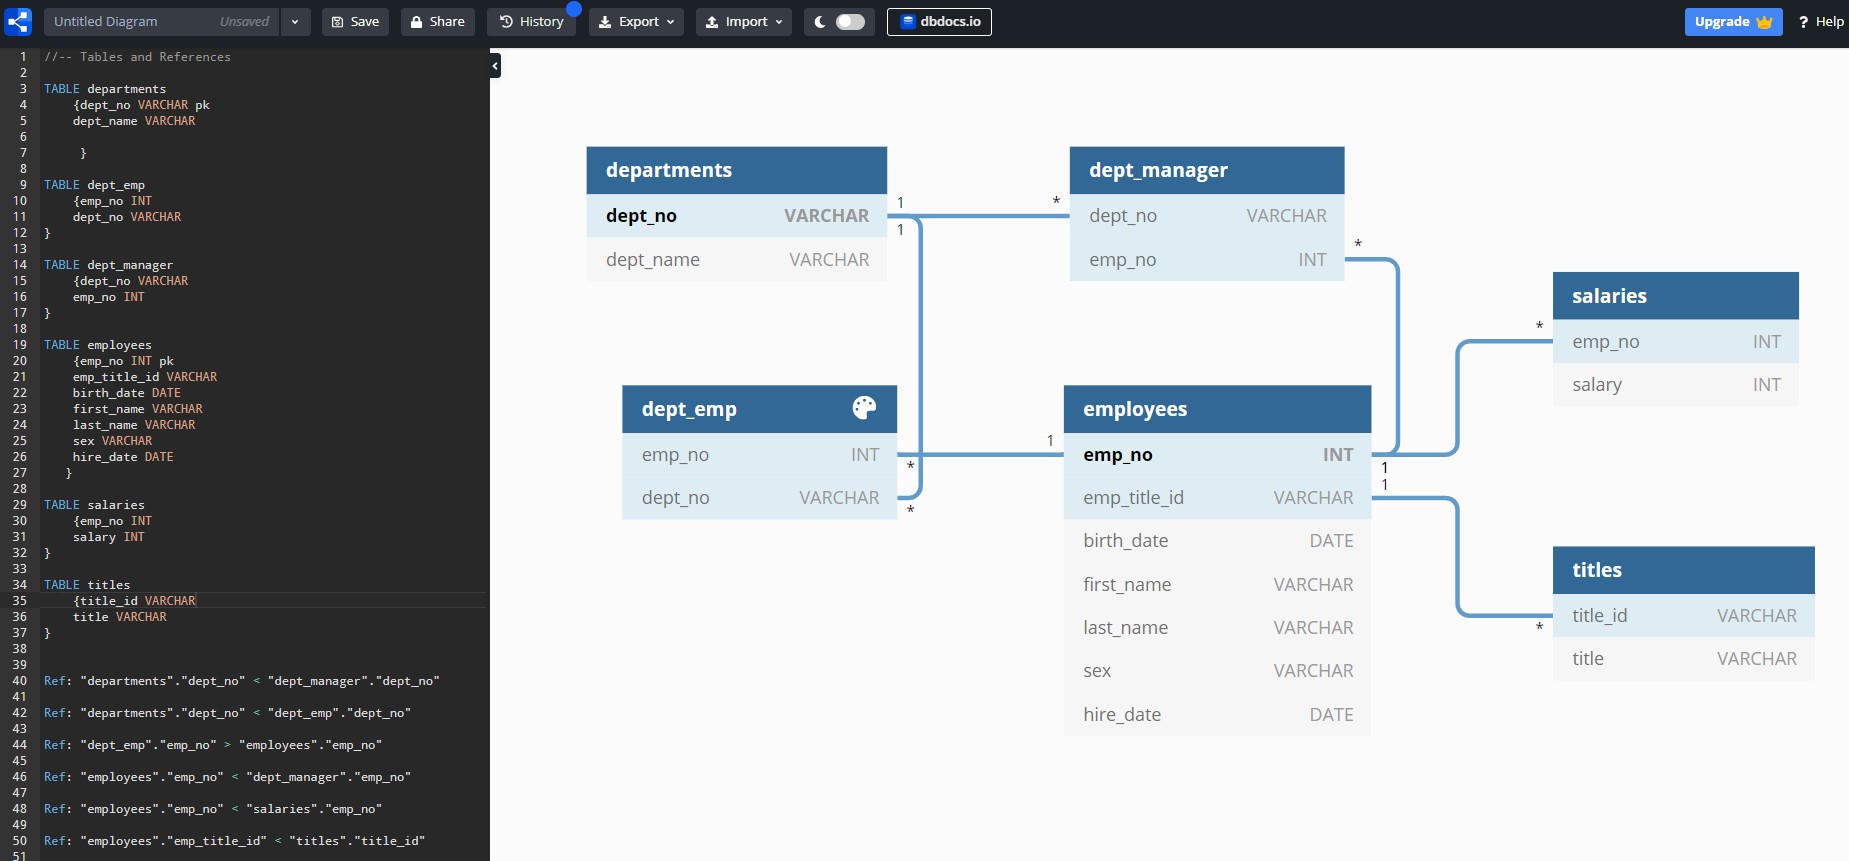 Untitled Diagram Unsaved Save Share History Export Import dbdocs.io Upgrade ? Help
1 //-- Tables and References
2
3 TABLE departments
4 {dept_no VARCHAR pk
5 dept_name VARCHAR
6
7 }
8
9 TABLE dept_emp
10 {emp_no INT
11 dept_no VARCHAR
12 }
13
14 TABLE dept_manager
15 {dept_no VARCHAR
16 emp_no INT
17 }
18
19 TABLE employees
20 {emp_no INT pk
21 emp_title_id VARCHAR
22 birth_date DATE
23 first_name VARCHAR
24 last_name VARCHAR
25 sex VARCHAR
26 hire_date DATE
27 }
28
29 TABLE salaries
30 {emp_no INT
31 salary INT
32 }
33
34 TABLE titles
35 {title_id VARCHAR
36 title VARCHAR
37 }
38
39
40 Ref: "departments"."dept_no" < "dept_manager"."dept_no"
41
42 Ref: "departments"."dept_no" < "dept_emp"."dept_no"
43
44 Ref: "dept_emp"."emp_no" > "employees"."emp_no"
45
46 Ref: "employees"."emp_no" < "dept_manager"."emp_no"
47
48 Ref: "employees"."emp_no" < "salaries"."emp_no"
49
50 Ref: "employees"."emp_title_id" < "titles"."title_id"
51
departments
dept_no VARCHAR
dept_name VARCHAR
1
1
*
dept_manager
dept_no VARCHAR
emp_no INT
*
salaries
emp_no INT
salary INT
*
dept_emp
emp_no INT
dept_no VARCHAR
*
*
1
employees
emp_no INT
emp_title_id VARCHAR
birth_date DATE
first_name VARCHAR
last_name VARCHAR
sex VARCHAR
hire_date DATE
1
1
*
titles
title_id VARCHAR
title VARCHAR